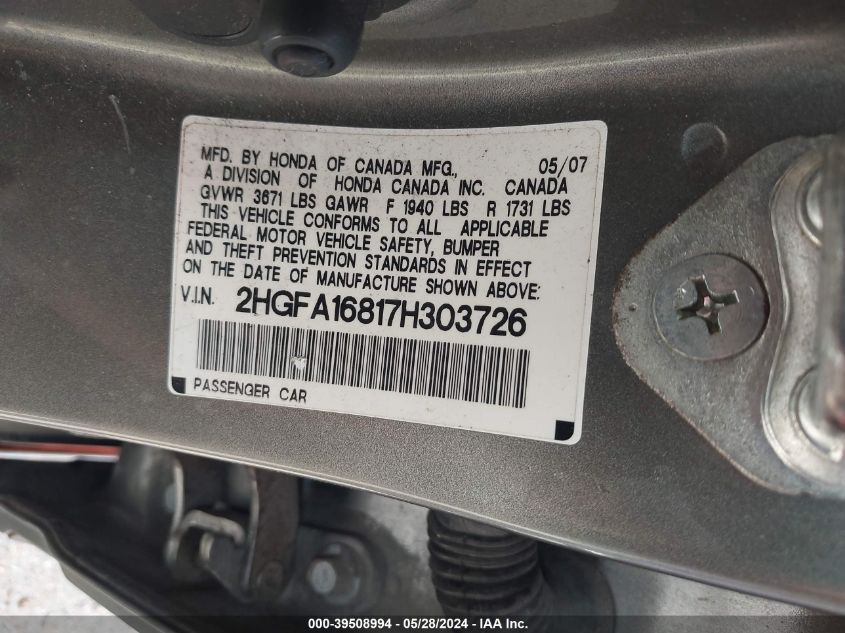 MFD. BY HONDA OF CANADA MFG., 05/07
A DIVISION OF HONDA CANADA INC. CANADA
GVWR 3671 LBS GAWR F 1940 LBS R 1731 LBS
THIS VEHICLE CONFORMS TO ALL APPLICABLE
FEDERAL MOTOR VEHICLE SAFETY, BUMPER
AND THEFT PREVENTION STANDARDS IN EFFECT
ON THE DATE OF MANUFACTURE SHOWN ABOVE:
V.I.N. 2HGFA16817H303726
PASSENGER CAR
000-39508994 - 05/28/2024 - IAA Inc.